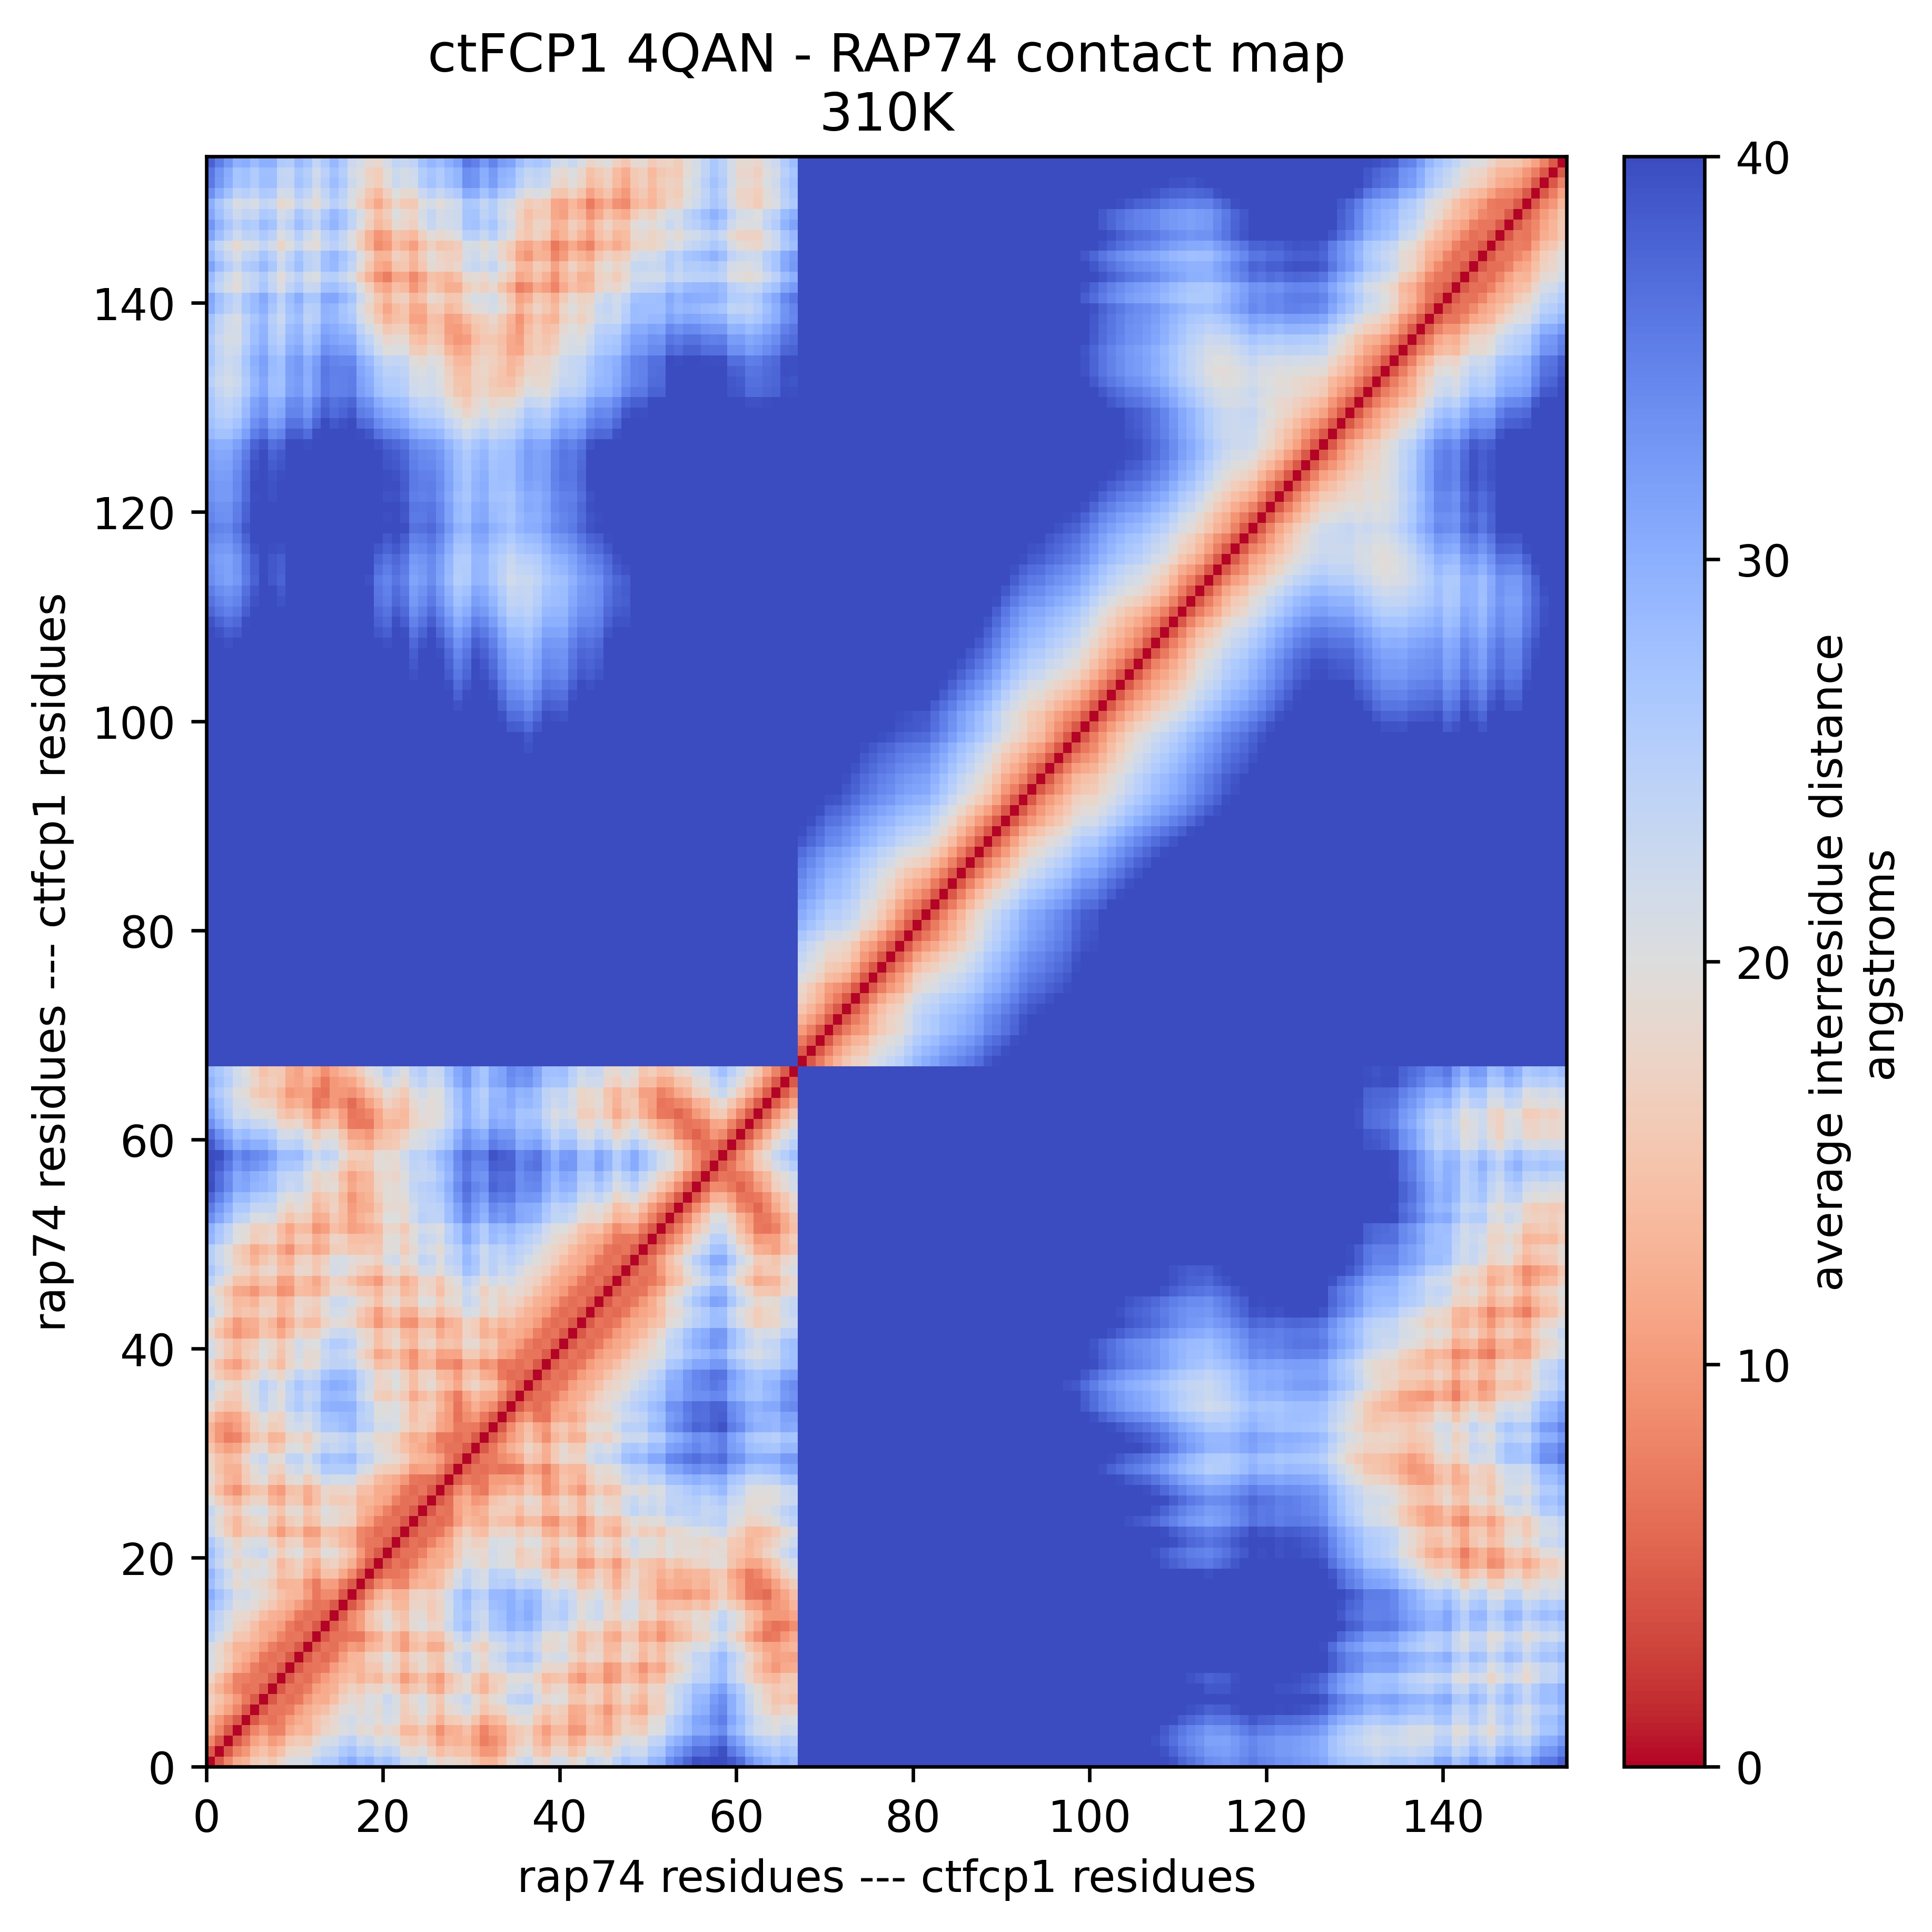 ctFCP1 4QAN - RAP74 contact map
310K
rap74 residues --- ctfcp1 residues
140
120
100
80
60
40
20
0
0 20 40 60 80 100 120 140
rap74 residues --- ctfcp1 residues
40
30
20
10
0
average interresidue distance
angstroms